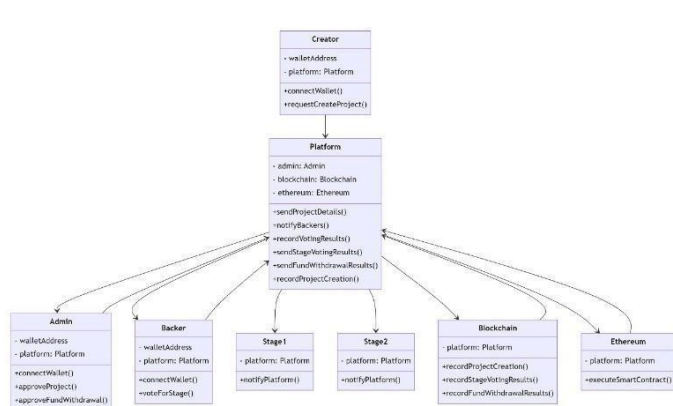 Creator
- walletAddress
- platform: Platform
+connectWallet()
+requestCreateProject()
Platform
- admin: Admin
- blockchain: Blockchain
- ethereum: Ethereum
+sendProjectDetails()
+notifyBackers()
+recordVotingResults()
+sendStageVotingResults()
+sendFundWithdrawalResults()
+recordProjectCreation()
Admin
- walletAddress
- platform: Platform
+connectWallet()
+approveProject()
+approveFundWithdrawal()
Backer
- walletAddress
- platform: Platform
+connectWallet()
+voteForStage()
Stage1
- platform: Platform
+notifyPlatform()
Stage2
- platform: Platform
+notifyPlatform()
Blockchain
- platform: Platform
+recordProjectCreation()
+recordStageVotingResults()
+recordFundWithdrawalResults()
Ethereum
- platform: Platform
+executeSmartContract()